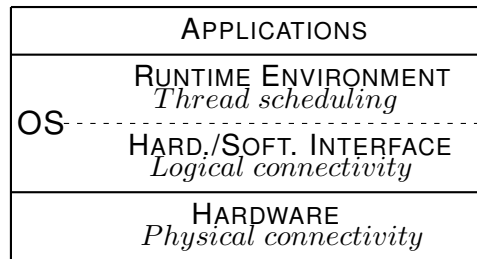 APPLICATIONS
RUNTIME ENVIRONMENT
Thread scheduling
OS
HARD./SOFT. INTERFACE
Logical connectivity
HARDWARE
Physical connectivity